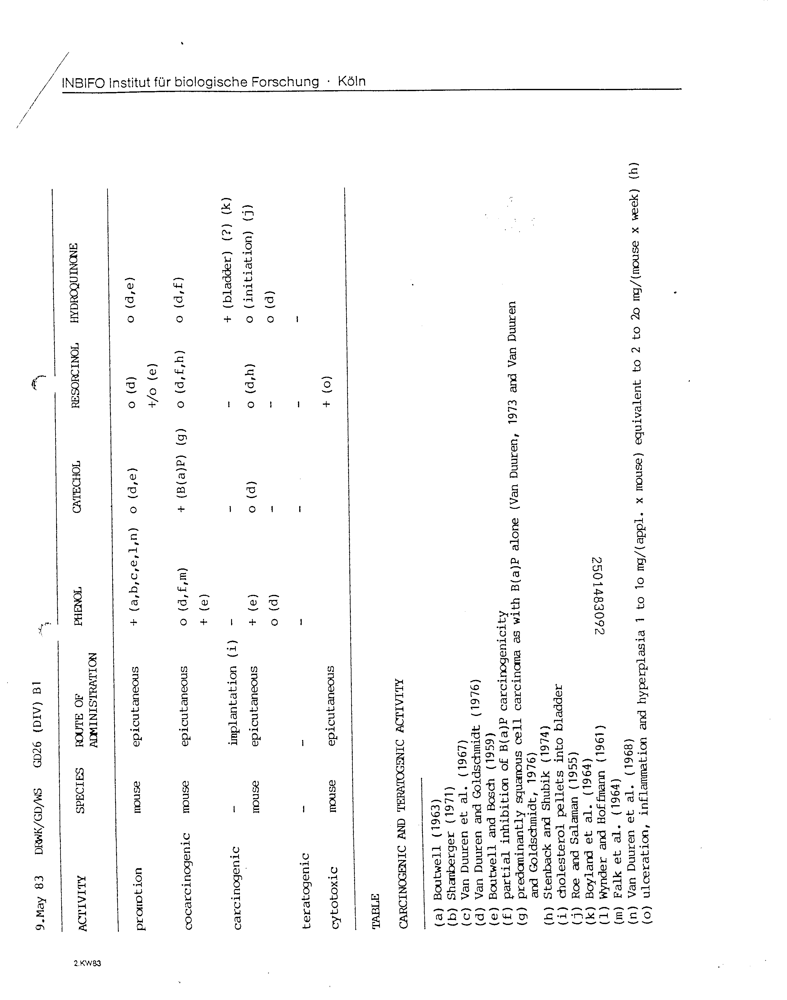 INBIFO Institut für biologische Forschung · Köln
9.May 83 DRWK/GD/WS GD26 (DIV) B1
ACTIVITY SPECIES ROUTE OF ADMINISTRATION PHENOL CATECHOL RESORCINOL HYDROQUINONE
promotion mouse epicutaneous + (a,b,c,e,l,n) o (d,e) o (d) o (d,e)
+/o (e)
cocarcinogenic mouse epicutaneous o (d,f,m) + (B(a)P) (g) o (d,f,h) o (d,f)
+ (e)
carcinogenic – implantation (i) – – – + (bladder) (?) (k)
mouse epicutaneous + (e) o (d) o (d,h) o (initiation) (j)
o (d) – – o (d)
teratogenic – – – – – –
cytotoxic mouse epicutaneous + (o)
TABLE
CARCINOGENIC AND TERATOGENIC ACTIVITY
(a) Boutwell (1963)
(b) Shamberger (1971)
(c) Van Duuren et al. (1967)
(d) Van Duuren and Goldschmidt (1976)
(e) Boutwell and Bosch (1959)
(f) partial inhibition of B(a)P carcinogenicity
(g) predominantly squamous cell carcinoma as with B(a)P alone (Van Duuren, 1973 and Van Duuren
and Goldschmidt, 1976)
(h) Stenback and Shubik (1974)
(i) cholesterol pellets into bladder
(j) Roe and Salaman (1955)
(k) Boyland et al. (1964)
(l) Wynder and Hoffmann (1961)
(m) Falk et al. (1964)
(n) Van Duuren et al. (1968)
(o) ulceration, inflammation and hyperplasia 1 to 1o mg/(appl. x mouse) equivalent to 2 to 2o mg/(mouse x week) (h)
2501483092
2.KW83